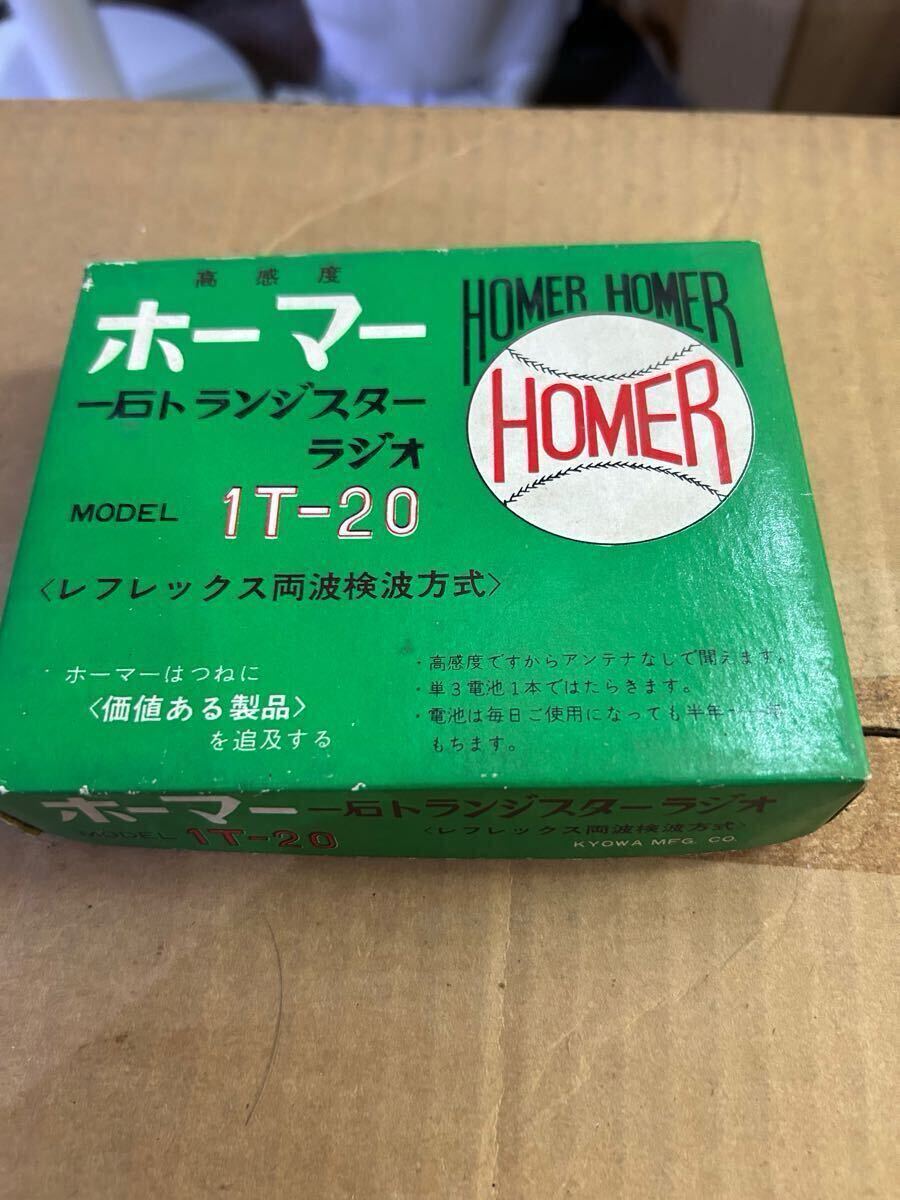 高感度
ホーマー
一石トランジスター
ラジオ
MODEL 1T-20
〈レフレックス両波検波方式〉
HOMER HOMER
HOMER
ホーマーはつねに
〈価値ある製品〉
を追及する
・高感度ですからアンテナなしで聞えます。
・単3電池1本ではたらきます。
・電池は毎日ご使用になっても半年〜一年
もちます。
ホーマー一石トランジスターラジオ
MODEL 1T-20
〈レフレックス両波検波方式〉
KYOWA MFG. CO.